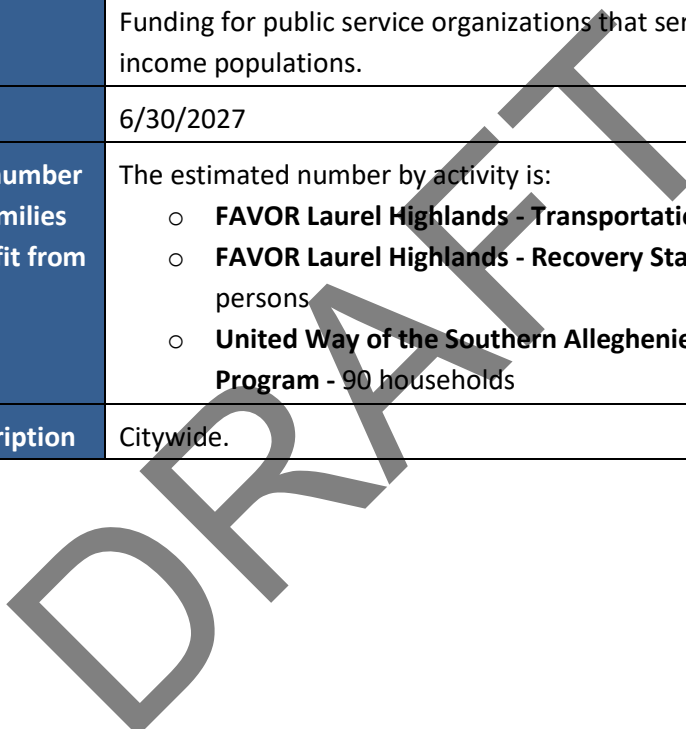 Funding for public service organizations that ser
income populations.
6/30/2027
number
milies
fit from
The estimated number by activity is:
o FAVOR Laurel Highlands - Transportatio
o FAVOR Laurel Highlands - Recovery Sta
persons
o United Way of the Southern Alleghenie
Program - 90 households
ription
Citywide.
DRAFT